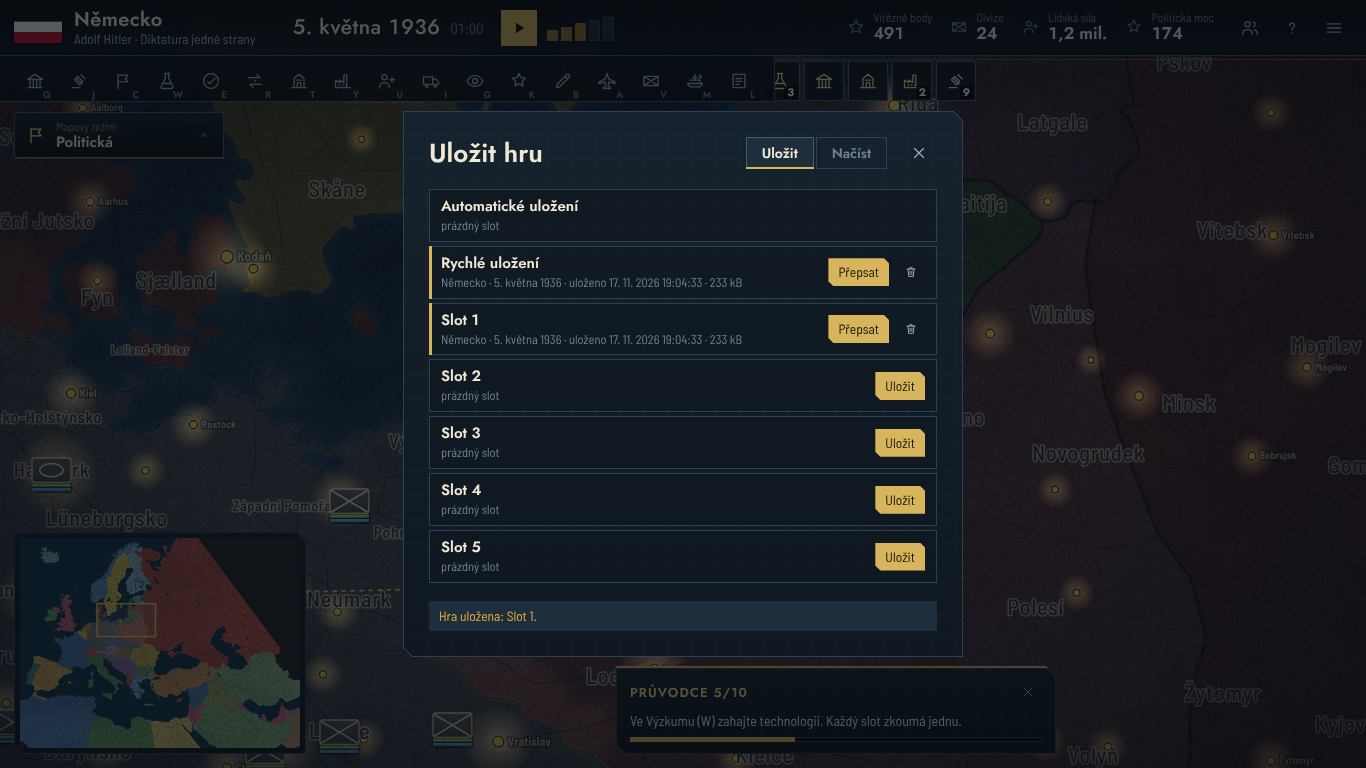 Německo
Adolf Hitler · Diktatura jedné strany
5. května 1936 01:00
Vítězné body
491
Divize
24
Lidská síla
1,2 mil.
Politická moc
174
?
Q
J
C
W
E
R
T
Y
U
I
G
K
B
A
V
M
L
3
2
9
Mapový režim
Politická
Uložit hru
Uložit
Načíst
Automatické uložení
prázdný slot
Rychlé uložení
Německo · 5. května 1936 · uloženo 17. 11. 2026 19:04:33 · 233 kB
Přepsat
Slot 1
Německo · 5. května 1936 · uloženo 17. 11. 2026 19:04:33 · 233 kB
Přepsat
Slot 2
prázdný slot
Uložit
Slot 3
prázdný slot
Uložit
Slot 4
prázdný slot
Uložit
Slot 5
prázdný slot
Uložit
Hra uložena: Slot 1.
PRŮVODCE 5/10
Ve Výzkumu (W) zahajte technologii. Každý slot zkoumá jednu.
Pskov
Aalborg
Riga
Latgale
Skåne
Aarhus
žní Jutsko
aitija
Vitebsk
Vitebsk
Kodaň
Sjælland
Fyn
Vilnius
Lolland-Falster
Mogilev
Mogilev
Kiel
Minsk
ko-Holštýnsko
Rostock
Novogrudek
Bobrujsk
Gom
Západní Pomořa
Lüneburgsko
Neumark
Polesí
Žytomyr
Kyjev
Vratislav
Kielce
Volyň
Žytomyr